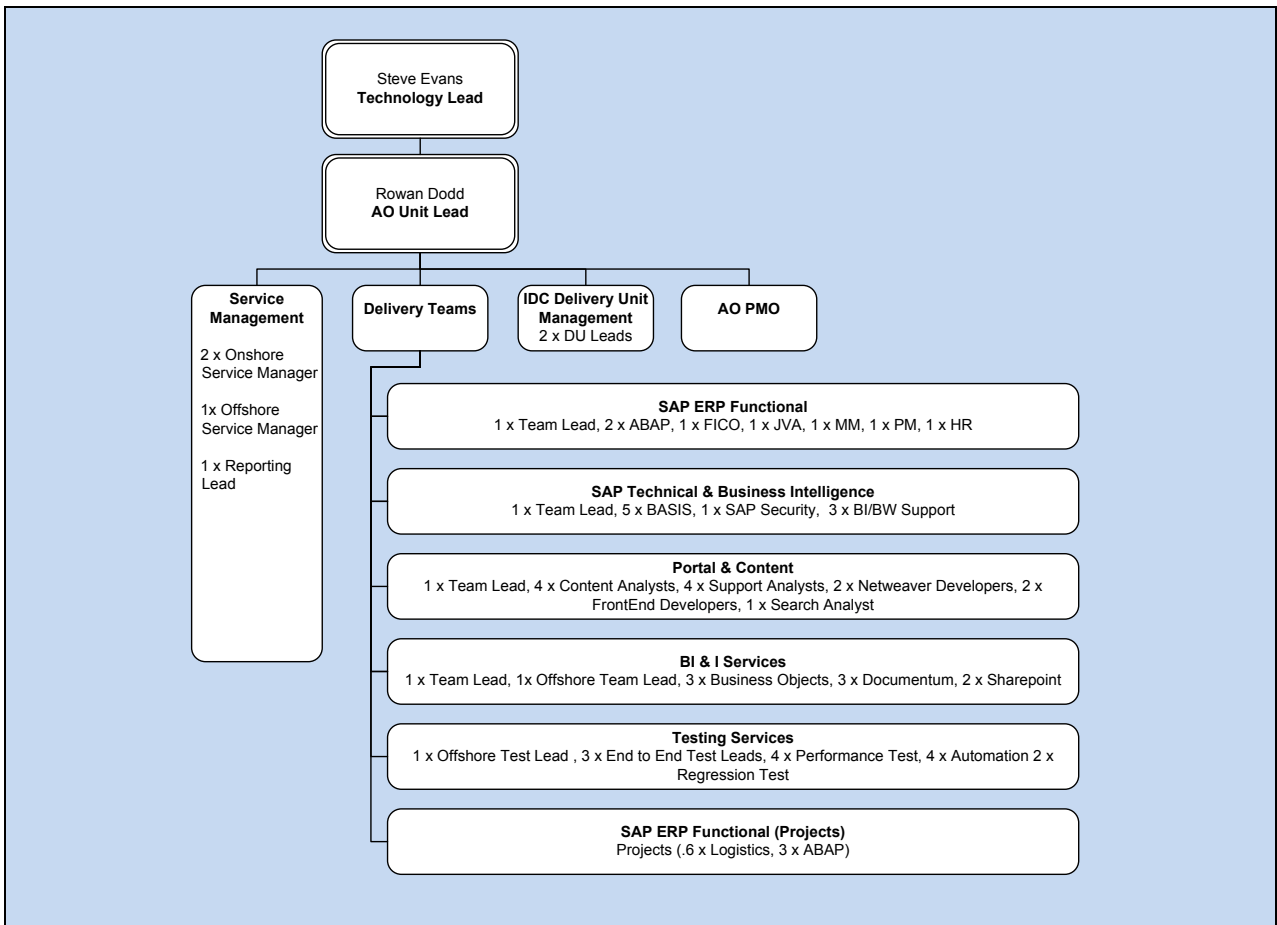 Steve Evans
Technology Lead
Rowan Dodd
AO Unit Lead
Service
Management
2 x Onshore
Service Manager
1x Offshore
Service Manager
1 x Reporting
Lead
Delivery Teams
IDC Delivery Unit
Management
2 x DU Leads
AO PMO
SAP ERP Functional
1 x Team Lead, 2 x ABAP, 1 x FICO, 1 x JVA, 1 x MM, 1 x PM, 1 x HR
SAP Technical & Business Intelligence
1 x Team Lead, 5 x BASIS, 1 x SAP Security,  3 x BI/BW Support
Portal & Content
1 x Team Lead, 4 x Content Analysts, 4 x Support Analysts, 2 x Netweaver Developers, 2 x
FrontEnd Developers, 1 x Search Analyst
BI & I Services
1 x Team Lead, 1x Offshore Team Lead, 3 x Business Objects, 3 x Documentum, 2 x Sharepoint
Testing Services
1 x Offshore Test Lead , 3 x End to End Test Leads, 4 x Performance Test, 4 x Automation 2 x
Regression Test
SAP ERP Functional (Projects)
Projects (.6 x Logistics, 3 x ABAP)